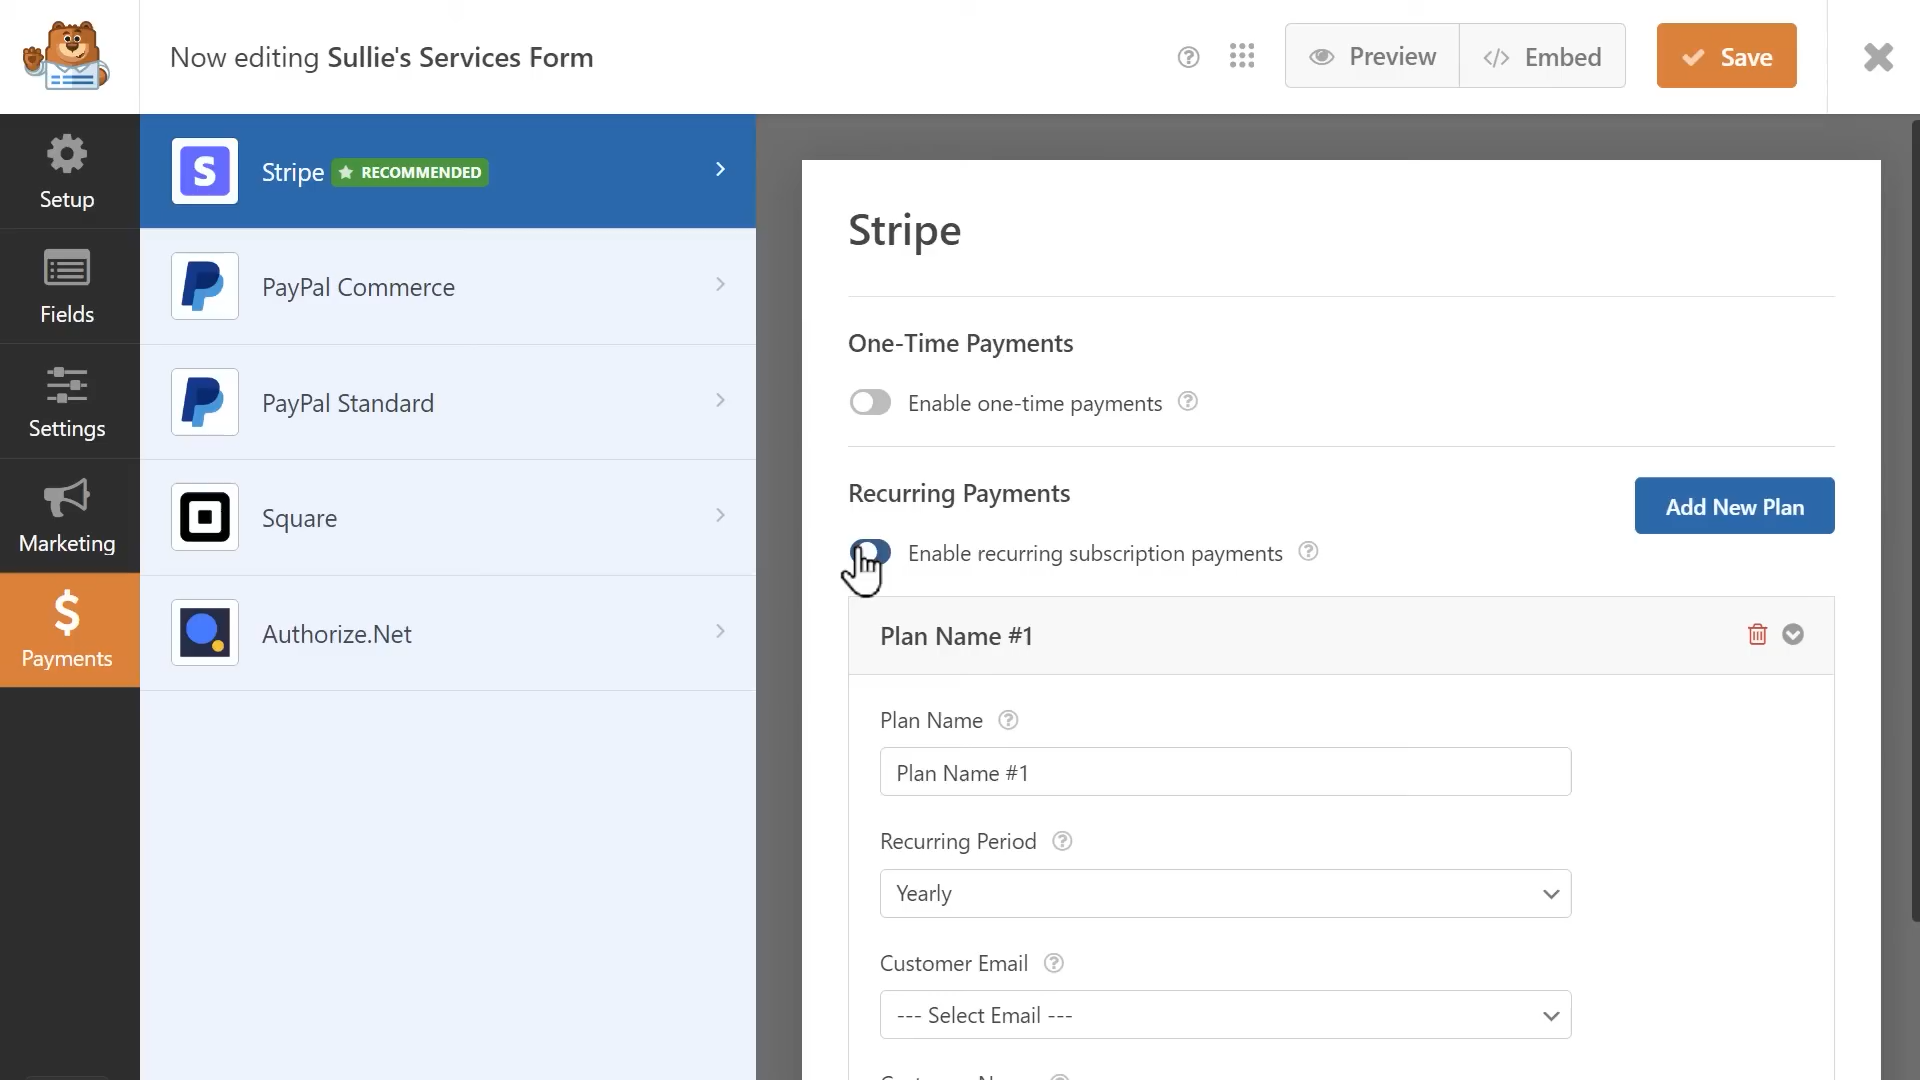 Now editing Sullie's Services Form
Preview
Embed
Save
Setup
Fields
Settings
Marketing
Payments
Stripe
RECOMMENDED
PayPal Commerce
PayPal Standard
Square
Authorize.Net
Stripe
One-Time Payments
Enable one-time payments
Recurring Payments
Add New Plan
Enable recurring subscription payments
Plan Name #1
Plan Name
Plan Name #1
Recurring Period
Yearly
Customer Email
--- Select Email ---